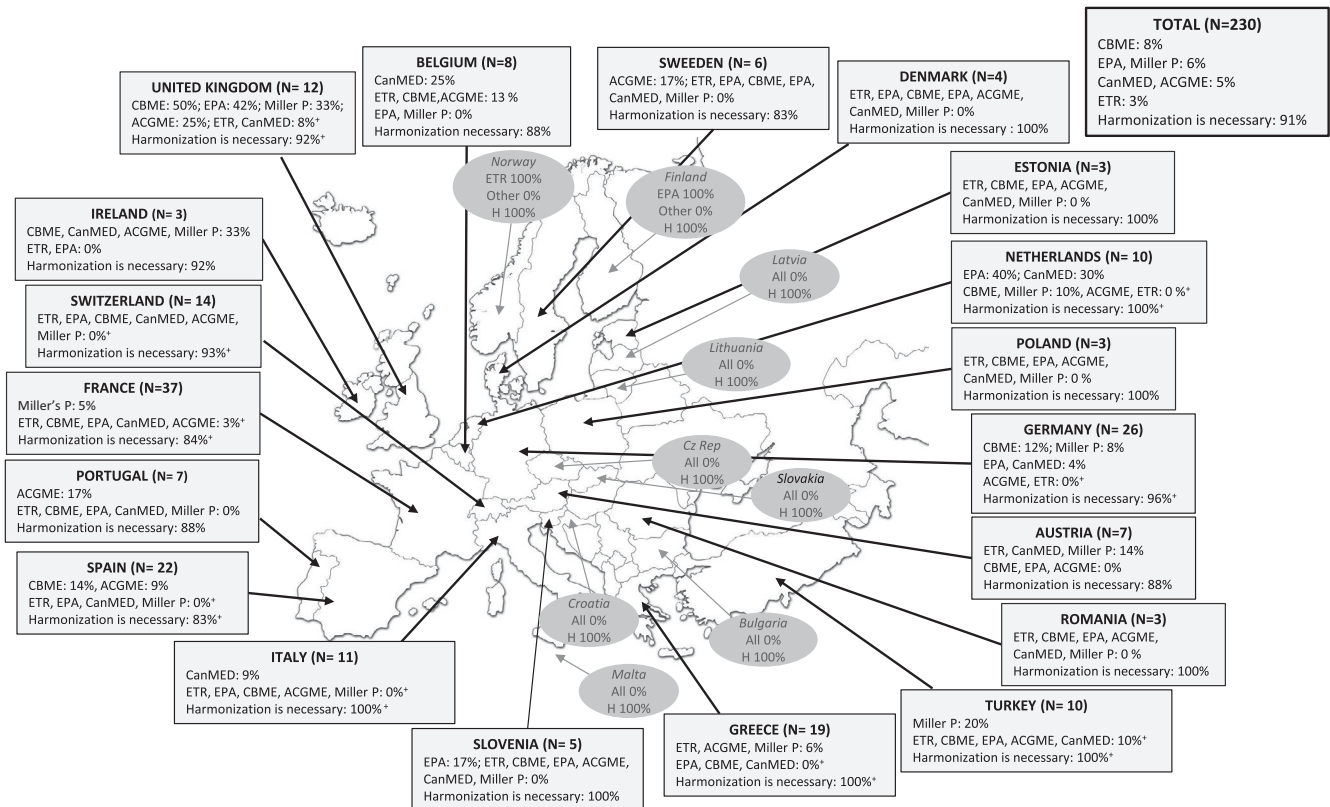 TOTAL (N=230)
CBME: 8%
EPA, Miller P: 6%
CanMED, ACGME: 5%
ETR: 3%
Harmonization is necessary: 91%
BELGIUM (N=8)
CanMED: 25%
ETR, CBME,ACGME: 13 %
EPA, Miller P: 0%
Harmonization necessary: 88%
SWEDEN (N= 6)
ACGME: 17%; ETR, EPA, CBME, EPA,
CanMED, Miller P: 0%
Harmonization is necessary: 83%
DENMARK (N=4)
ETR, EPA, CBME, EPA, ACGME,
CanMED, Miller P: 0%
Harmonization is necessary : 100%
UNITED KINGDOM (N= 12)
CBME: 50%; EPA: 42%; Miller P: 33%;
ACGME: 25%; ETR, CanMED: 8%⁺
Harmonization is necessary: 92%⁺
Norway
ETR 100%
Other 0%
H 100%
Finland
EPA 100%
Other 0%
H 100%
ESTONIA (N=3)
ETR, CBME, EPA, ACGME,
CanMED, Miller P: 0 %
Harmonization is necessary: 100%
IRELAND (N= 3)
CBME, CanMED, ACGME, Miller P: 33%
ETR, EPA: 0%
Harmonization is necessary: 92%
Latvia
All 0%
H 100%
NETHERLANDS (N= 10)
EPA: 40%; CanMED: 30%
CBME, Miller P: 10%, ACGME, ETR: 0 %⁺
Harmonization is necessary: 100%⁺
SWITZERLAND (N= 14)
ETR, EPA, CBME, CanMED, ACGME,
Miller P: 0%⁺
Harmonization is necessary: 93%⁺
Lithuania
All 0%
H 100%
POLAND (N=3)
ETR, CBME, EPA, ACGME,
CanMED, Miller P: 0 %
Harmonization is necessary: 100%
FRANCE (N=37)
Miller's P: 5%
ETR, CBME, EPA, CanMED, ACGME: 3%⁺
Harmonization is necessary: 84%⁺
GERMANY (N= 26)
CBME: 12%; Miller P: 8%
EPA, CanMED: 4%
ACGME, ETR: 0%⁺
Harmonization is necessary: 96%⁺
Cz Rep
All 0%
H 100%
Slovakia
All 0%
H 100%
PORTUGAL (N= 7)
ACGME: 17%
ETR, CBME, EPA, CanMED, Miller P: 0%
Harmonization is necessary: 88%
AUSTRIA (N=7)
ETR, CanMED, Miller P: 14%
CBME, EPA, ACGME: 0%
Harmonization is necessary: 88%
SPAIN (N= 22)
CBME: 14%, ACGME: 9%
ETR, EPA, CanMED, Miller P: 0%⁺
Harmonization is necessary: 83%⁺
Croatia
All 0%
H 100%
Bulgaria
All 0%
H 100%
ROMANIA (N=3)
ETR, CBME, EPA, ACGME,
CanMED, Miller P: 0 %
Harmonization is necessary: 100%
ITALY (N= 11)
CanMED: 9%
ETR, EPA, CBME, ACGME, Miller P: 0%⁺
Harmonization is necessary: 100% ⁺
Malta
All 0%
H 100%
TURKEY (N= 10)
Miller P: 20%
ETR, CBME, EPA, ACGME, CanMED: 10%⁺
Harmonization is necessary: 100%⁺
GREECE (N= 19)
ETR, ACGME, Miller P: 6%
EPA, CBME, CanMED: 0%⁺
Harmonization is necessary: 100%⁺
SLOVENIA (N= 5)
EPA: 17%; ETR, CBME, EPA, ACGME,
CanMED, Miller P: 0%
Harmonization is necessary: 100%